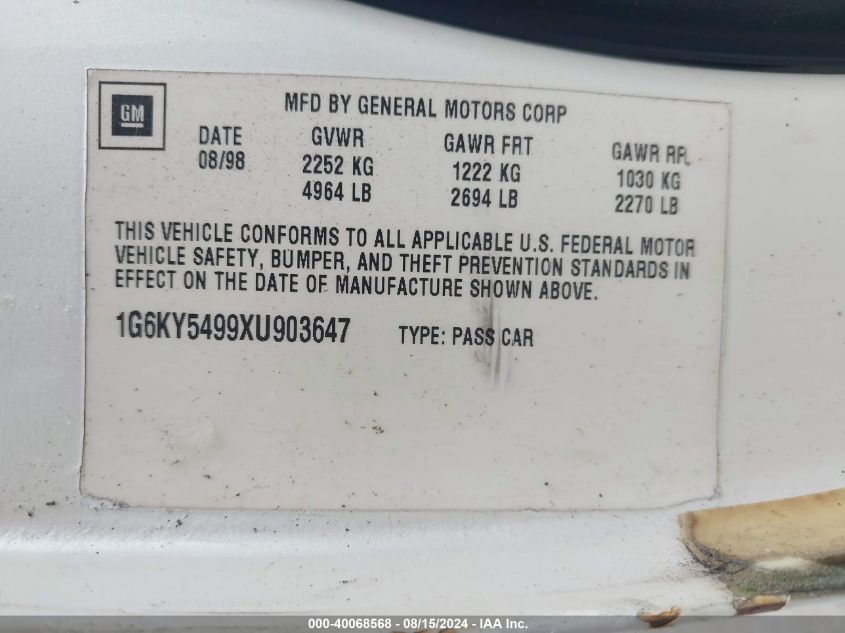 GM
MFD BY GENERAL MOTORS CORP
DATE GVWR GAWR FRT GAWR RR
08/98 2252 KG 1222 KG 1030 KG
4964 LB 2694 LB 2270 LB
THIS VEHICLE CONFORMS TO ALL APPLICABLE U.S. FEDERAL MOTOR
VEHICLE SAFETY, BUMPER, AND THEFT PREVENTION STANDARDS IN
EFFECT ON THE DATE OF MANUFACTURE SHOWN ABOVE.
1G6KY5499XU903647 TYPE: PASS CAR
000-40068568 - 08/15/2024 - IAA Inc.